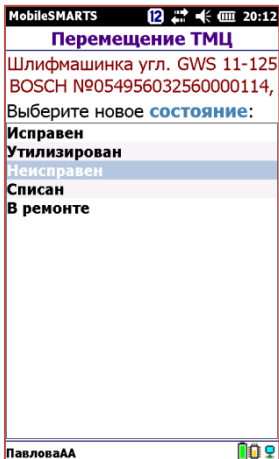 MobileSMARTS 12 20:12
Перемещение ТМЦ
Шлифмашинка угл. GWS 11-125
BOSCH №054956032560000114,
Выберите новое состояние:
Исправен
Утилизирован
Неисправен
Списан
В ремонте
ПавловаАА